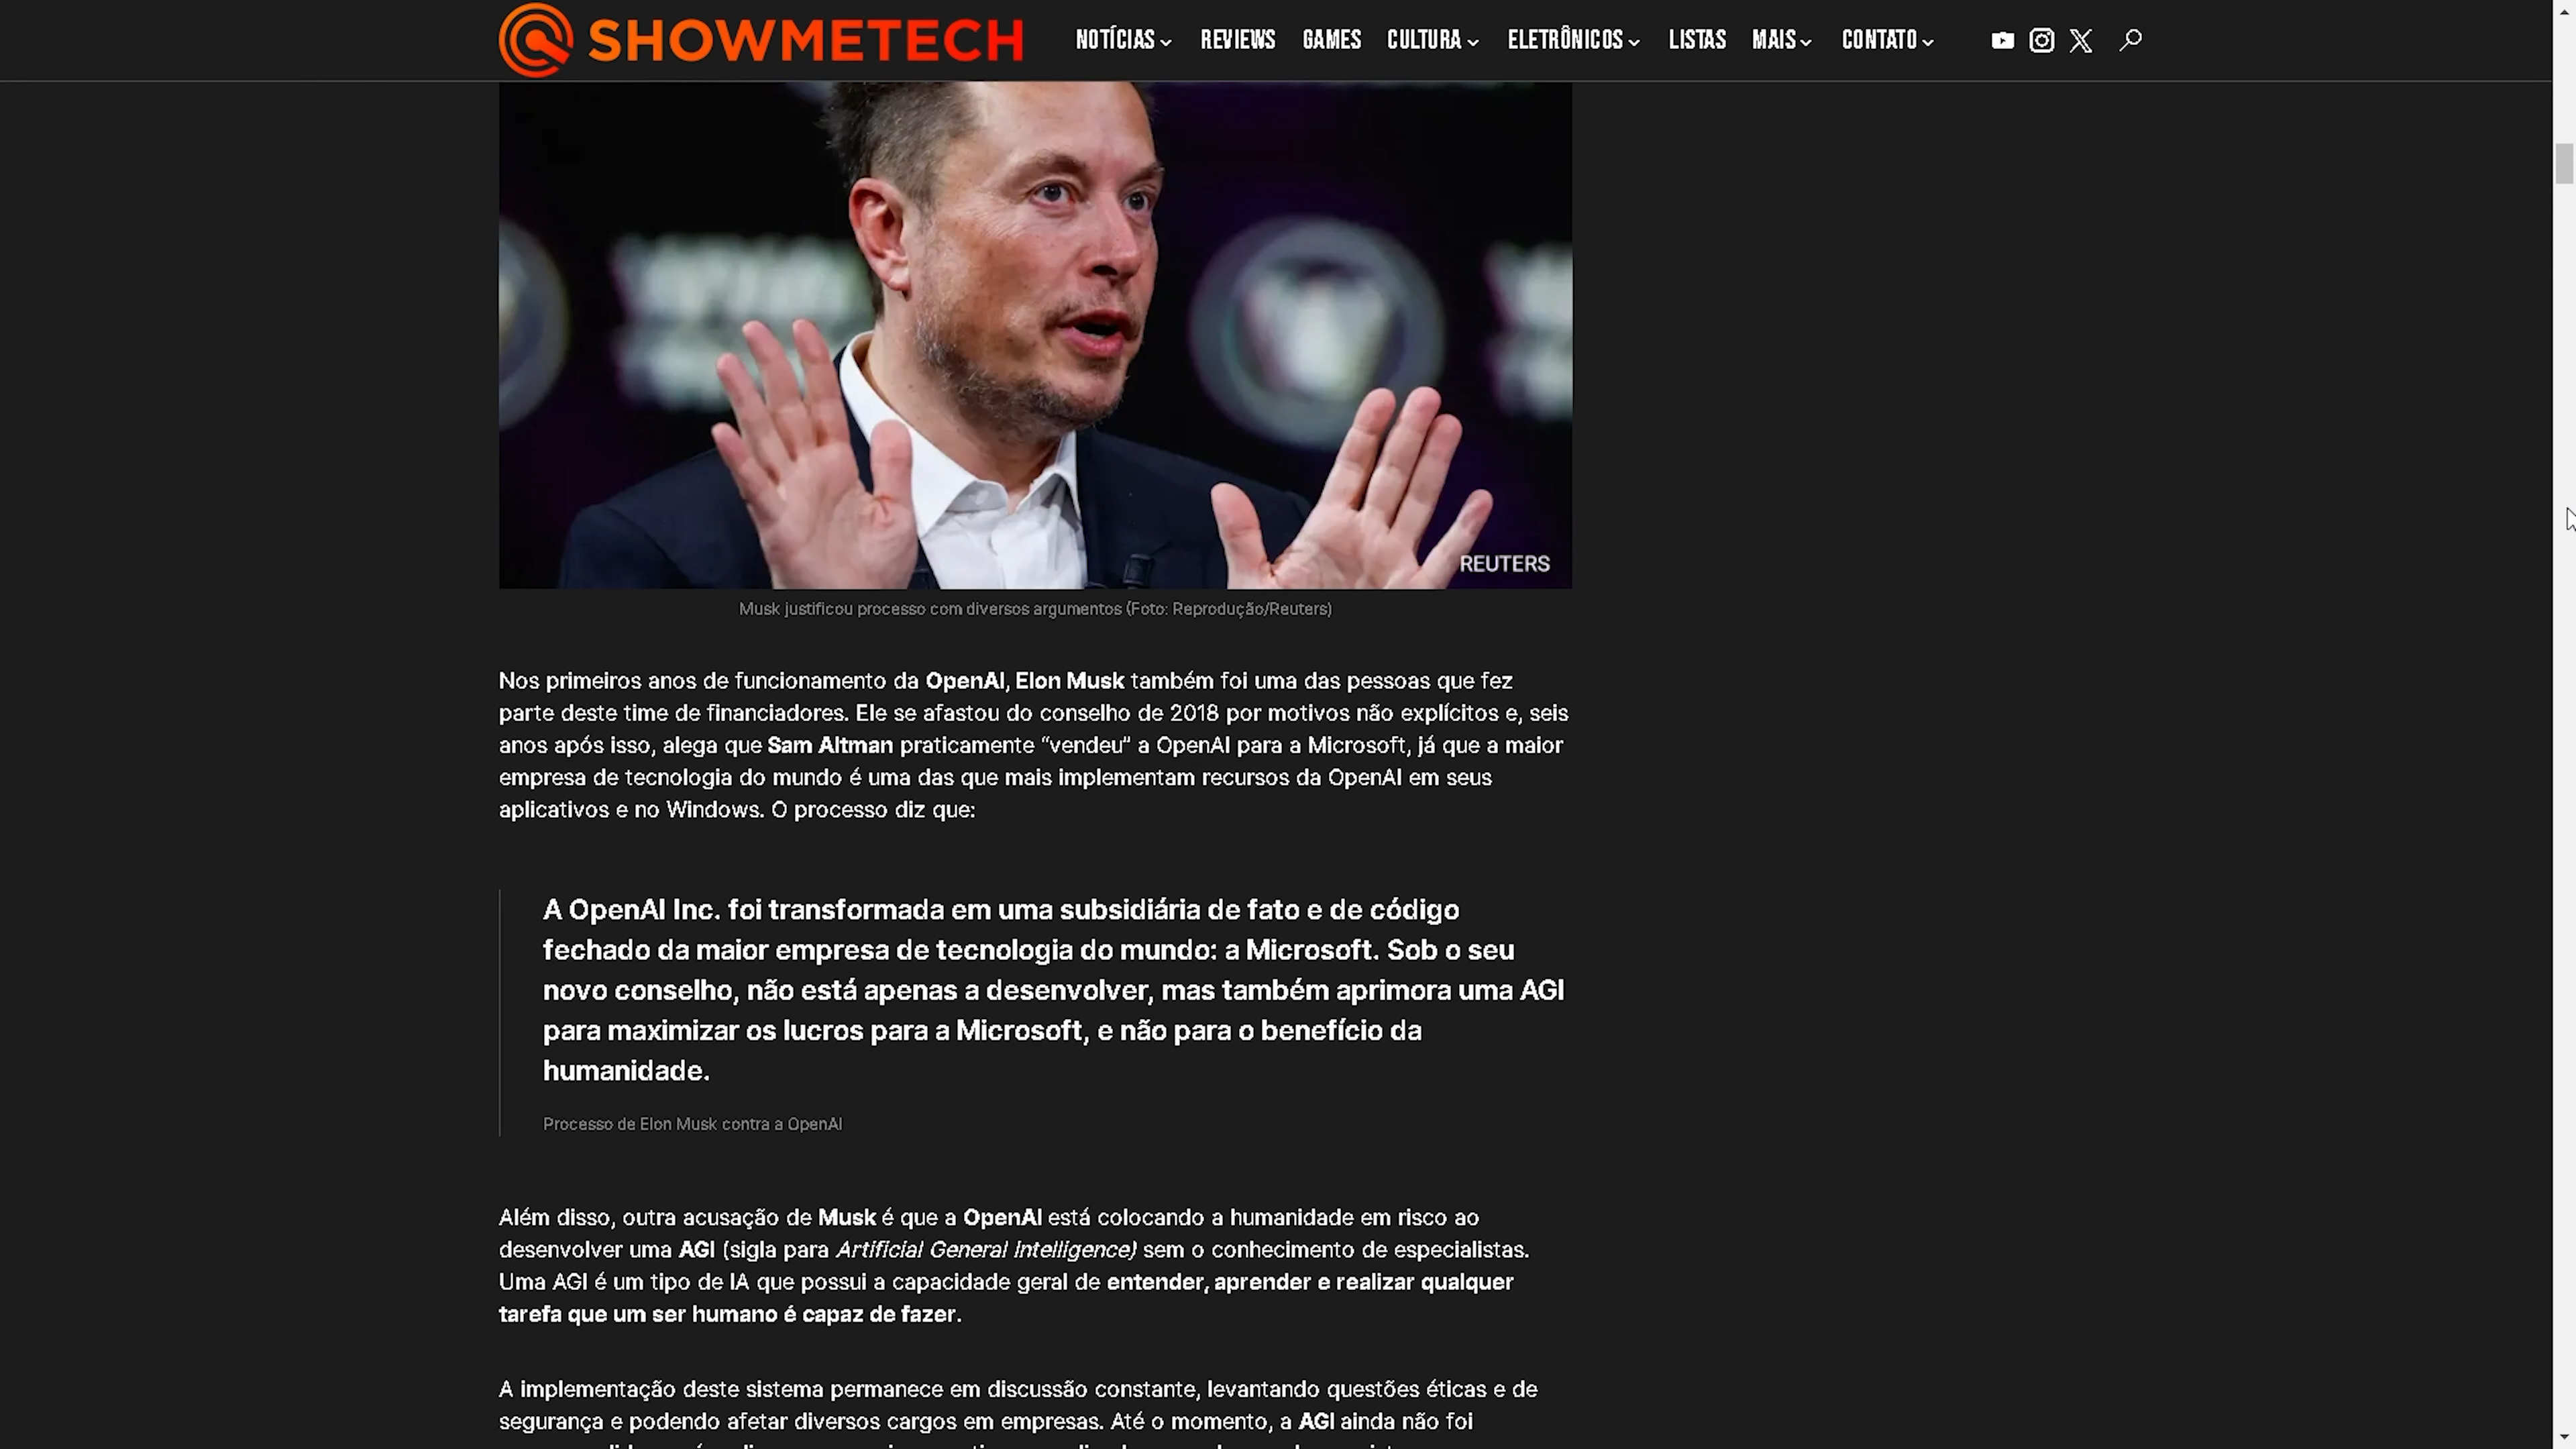 SHOWMETECH
NOTÍCIAS REVIEWS GAMES CULTURA ELETRÔNICOS LISTAS MAIS CONTATO
REUTERS
Musk justificou processo com diversos argumentos (Foto: Reprodução/Reuters)
Nos primeiros anos de funcionamento da OpenAI, Elon Musk também foi uma das pessoas que fez
parte deste time de financiadores. Ele se afastou do conselho de 2018 por motivos não explícitos e, seis
anos após isso, alega que Sam Altman praticamente “vendeu” a OpenAI para a Microsoft, já que a maior
empresa de tecnologia do mundo é uma das que mais implementam recursos da OpenAI em seus
aplicativos e no Windows. O processo diz que:
A OpenAI Inc. foi transformada em uma subsidiária de fato e de código
fechado da maior empresa de tecnologia do mundo: a Microsoft. Sob o seu
novo conselho, não está apenas a desenvolver, mas também aprimora uma AGI
para maximizar os lucros para a Microsoft, e não para o benefício da
humanidade.
Processo de Elon Musk contra a OpenAI
Além disso, outra acusação de Musk é que a OpenAI está colocando a humanidade em risco ao
desenvolver uma AGI (sigla para Artificial General Intelligence) sem o conhecimento de especialistas.
Uma AGI é um tipo de IA que possui a capacidade geral de entender, aprender e realizar qualquer
tarefa que um ser humano é capaz de fazer.
A implementação deste sistema permanece em discussão constante, levantando questões éticas e de
segurança e podendo afetar diversos cargos em empresas. Até o momento, a AGI ainda não foi